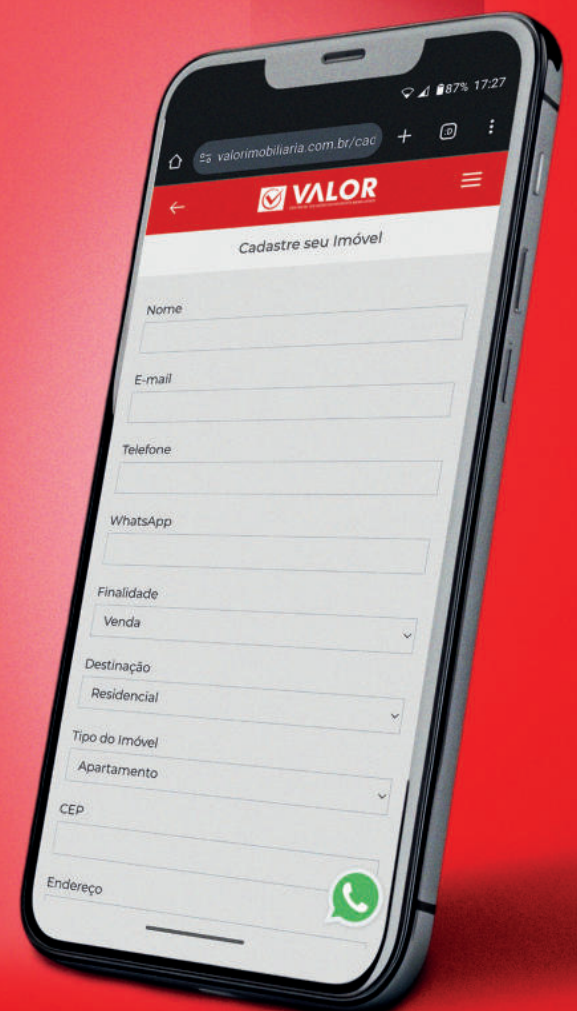 87% 17:27
valorimobiliaria.com.br/cad
:D
VALOR
Cadastre seu Imóvel
Nome
E-mail
Telefone
WhatsApp
Finalidade
Venda
Destinação
Residencial
Tipo do Imóvel
Apartamento
CEP
Endereço